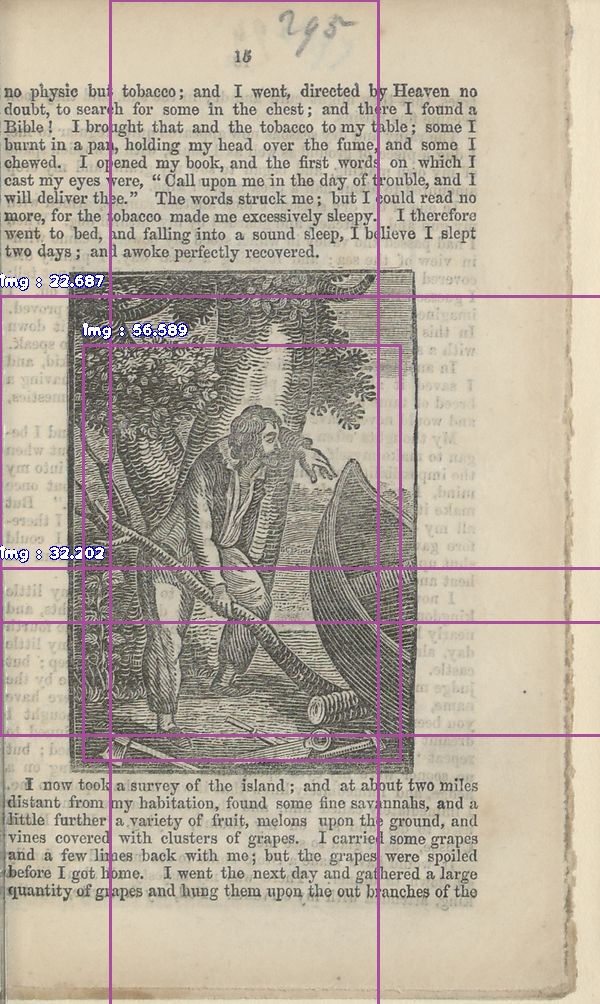 295
15
no physic but tobacco; and I went, directed by Heaven no
doubt, to search for some in the chest; and there I found a
Bible! I brought that and the tobacco to my table; some I
burnt in a pan, holding my head over the fume, and some I
chewed. I opened my book, and the first words on which I
cast my eyes were, “Call upon me in the day of trouble, and I
will deliver thee.” The words struck me; but I could read no
more, for the tobacco made me excessively sleepy. I therefore
went to bed, and falling into a sound sleep, I believe I slept
two days; and awoke perfectly recovered.
img : 22.687
img : 56.589
img : 32.202
I now took a survey of the island; and at about two miles
distant from my habitation, found some fine savannahs, and a
little further a variety of fruit, melons upon the ground, and
vines covered with clusters of grapes. I carried some grapes
and a few limes back with me; but the grapes were spoiled
before I got home. I went the next day and gathered a large
quantity of grapes and hung them upon the out branches of the